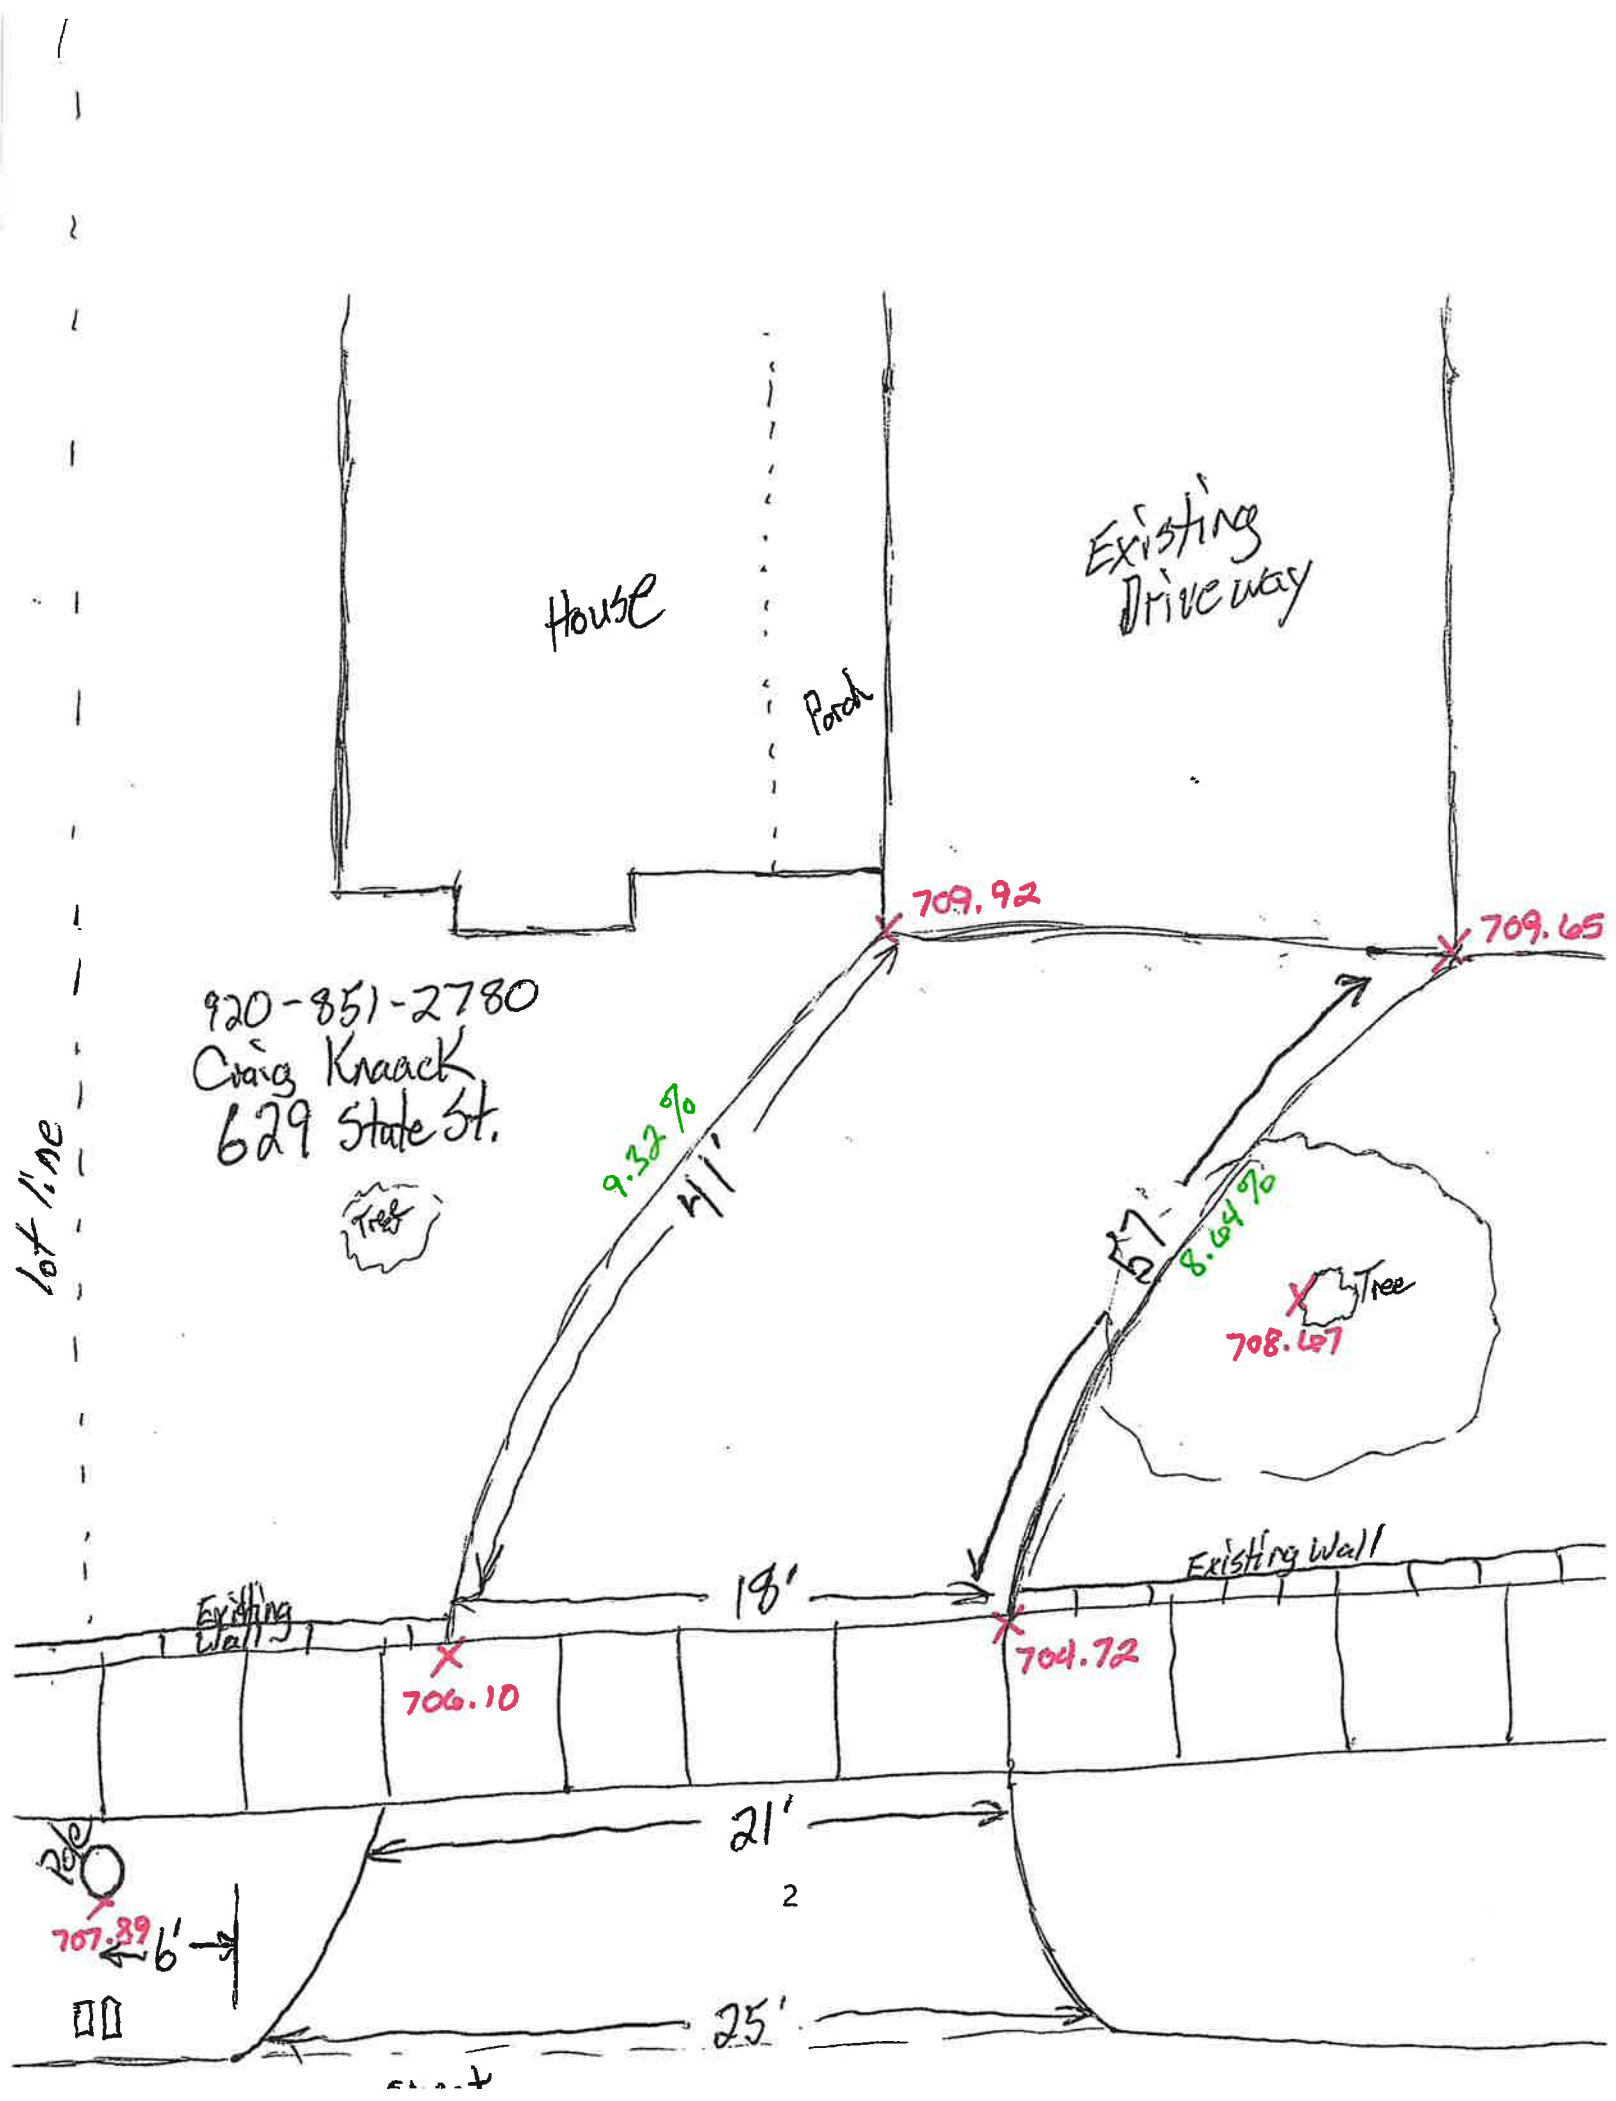 House
Existing
Driveway
Porch
709.92
709.65
920-851-2780
Craig Knaack
629 State St.
9.32%
41'
Tree
lot line
57'
8.64%
Tree
708.67
Existing Wall
18'
Existing
Wall
704.72
706.10
21'
Pole
2
707.89
6'
25'